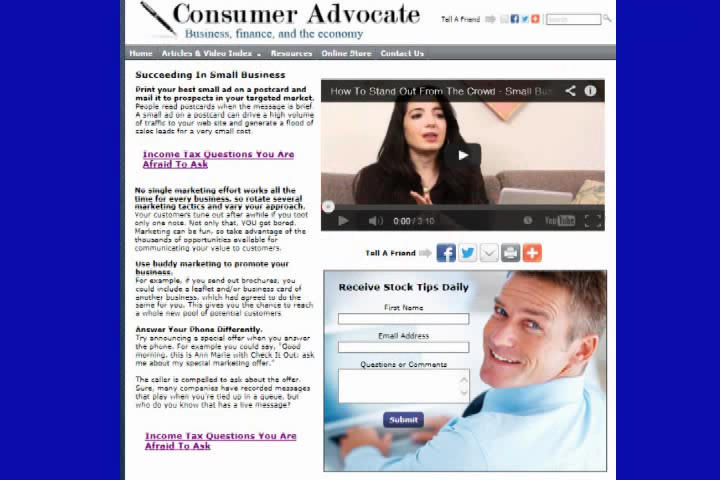 Consumer Advocate
Business, finance, and the economy
Tell A Friend
Search
Home Articles & Video Index Resources Online Store Contact Us
Succeeding In Small Business
Print your best small ad on a postcard and
mail it to prospects in your targeted market.
People read postcards when the message is brief.
A small ad on a postcard can drive a high volume
of traffic to your web site and generate a flood of
sales leads for a very small cost.
Income Tax Questions You Are
Afraid To Ask
No single marketing effort works all the
time for every business, so rotate several
marketing tactics and vary your approach.
Your customers tune out after awhile if you toot
only one note. Not only that, YOU get bored.
Marketing can be fun, so take advantage of the
thousands of opportunities available for
communicating your value to customers.
Use buddy marketing to promote your
business.
For example, if you send out brochures, you
could include a leaflet and/or business card of
another business, which had agreed to do the
same for you. This gives you the chance to reach
a whole new pool of potential customers
Answer Your Phone Differently.
Try announcing a special offer when you answer
the phone. For example you could say, "Good
morning, this is Ann Marie with Check It Out; ask
me about my special marketing offer."
The caller is compelled to ask about the offer.
Sure, many companies have recorded messages
that play when you're tied up in a queue, but
who do you know that has a live message?
Income Tax Questions You Are
Afraid To Ask
How To Stand Out From The Crowd - Small Bus
0:00 / 3:10
YouTube
Tell A Friend
Receive Stock Tips Daily
First Name
Email Address
Questions or Comments
Submit